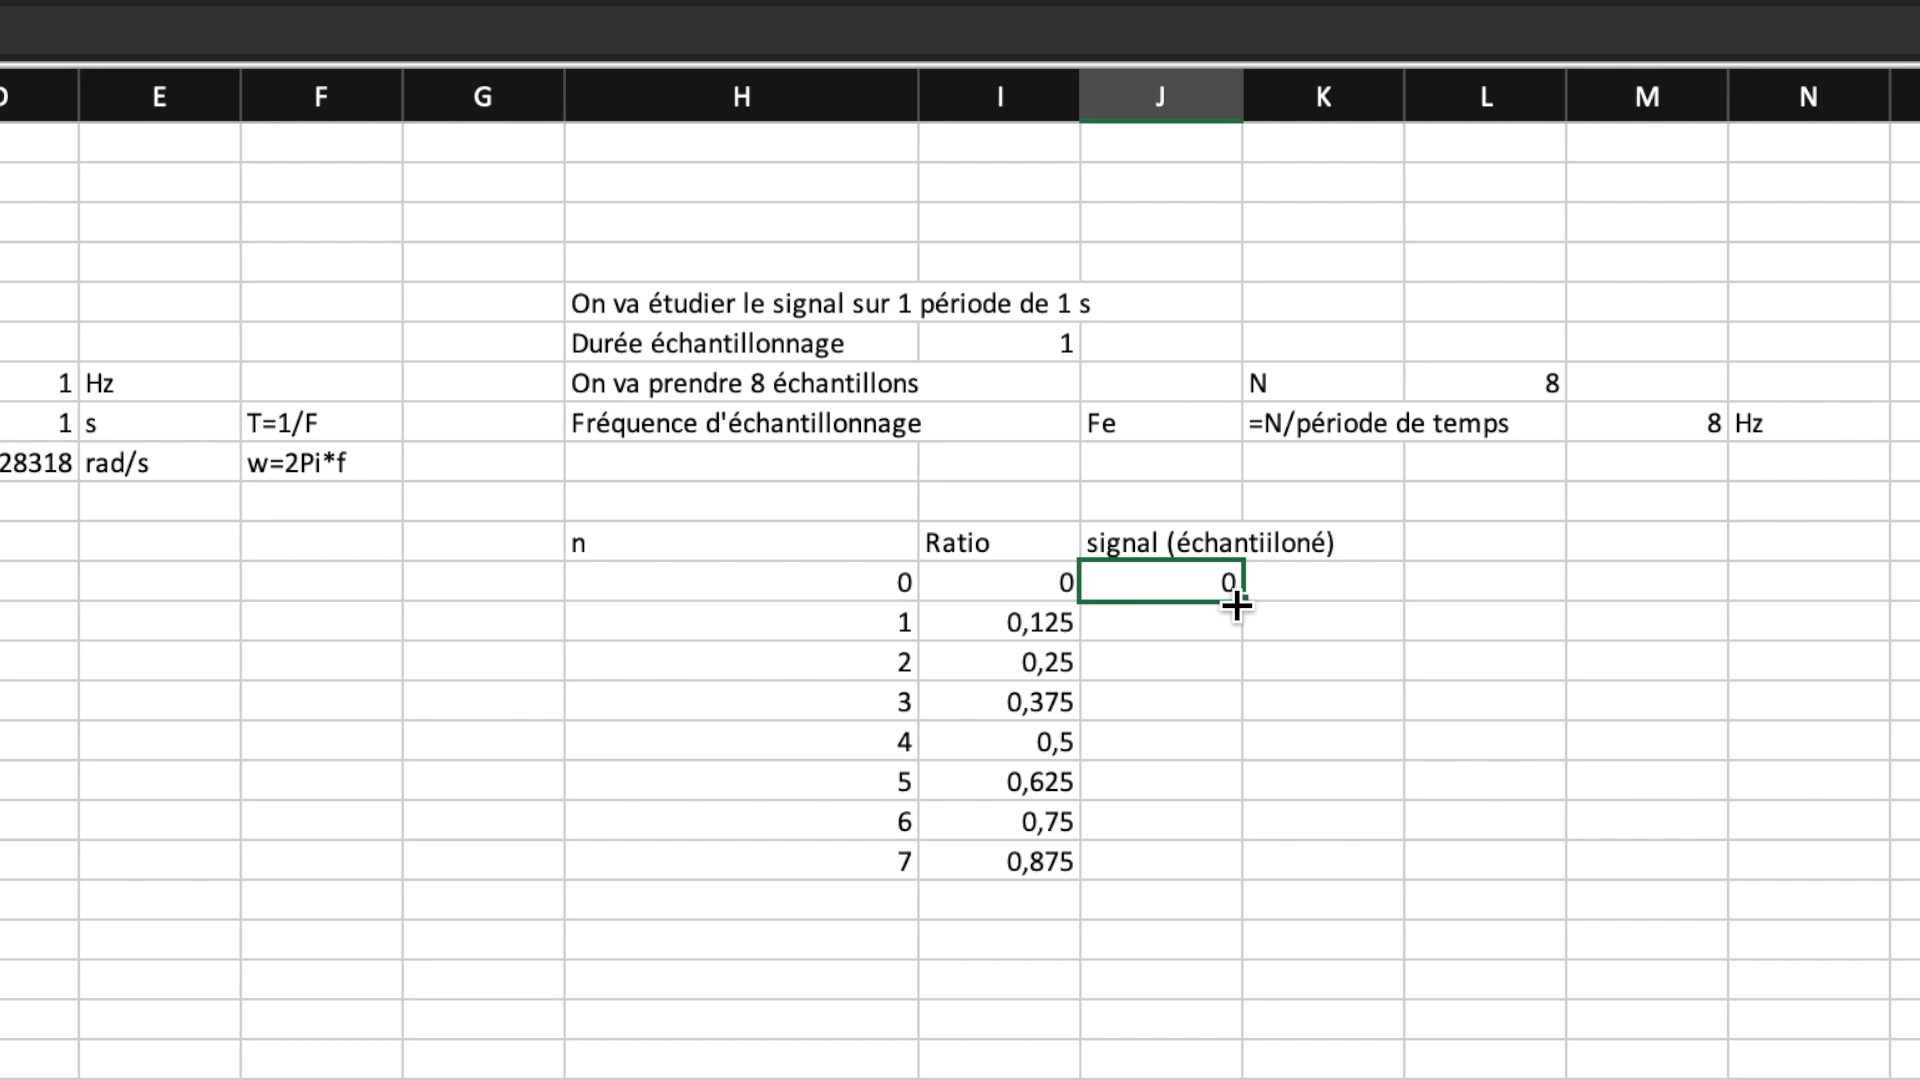 D E F G H I J K L M N
On va étudier le signal sur 1 période de 1 s
Durée échantillonnage 1
1 Hz On va prendre 8 échantillons N 8
1 s T=1/F Fréquence d'échantillonnage Fe =N/période de temps 8 Hz
28318 rad/s w=2Pi*f
n Ratio signal (échantiiloné)
0 0 0
1 0,125
2 0,25
3 0,375
4 0,5
5 0,625
6 0,75
7 0,875